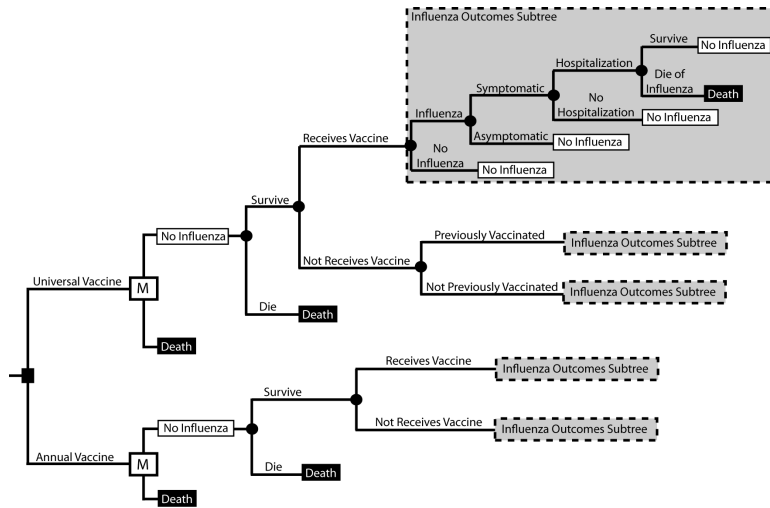 Influenza Outcomes Subtree
Survive
No Influenza
Hospitalization
Die of
Influenza
Death
Symptomatic
No
Hospitalization
No Influenza
Influenza
Asymptomatic
No Influenza
No
Influenza
No Influenza
Receives Vaccine
Survive
No Influenza
Previously Vaccinated
Influenza Outcomes Subtree
Not Receives Vaccine
Not Previously Vaccinated
Influenza Outcomes Subtree
Universal Vaccine
M
Die
Death
Death
Receives Vaccine
Influenza Outcomes Subtree
Survive
Not Receives Vaccine
Influenza Outcomes Subtree
No Influenza
Annual Vaccine
M
Die
Death
Death